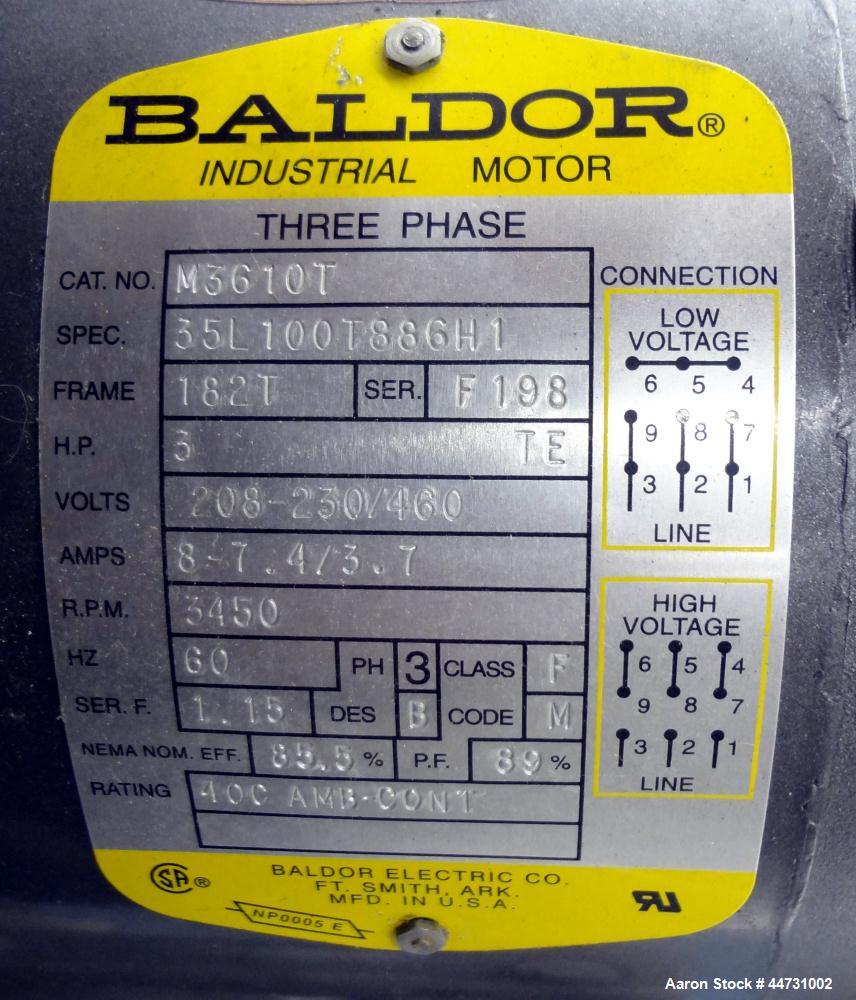 BALDOR®
INDUSTRIAL MOTOR
THREE PHASE
CAT. NO. M3610T
SPEC. 35L100T886H1
FRAME 182T SER. F198
H.P. 3 TE
VOLTS 208-230/460
AMPS 8-7.4/3.7
R.P.M. 3450
HZ 60 PH 3 CLASS F
SER. F. 1.15 DES B CODE M
NEMA NOM. EFF. 85.5 % P.F. 89 %
RATING 40C AMB-CONT
CONNECTION
LOW
VOLTAGE
6 5 4
9 8 7
3 2 1
LINE
HIGH
VOLTAGE
6 5 4
9 8 7
3 2 1
LINE
SA ®
BALDOR ELECTRIC CO.
FT. SMITH, ARK.
MFD. IN U.S.A.
NP0005 E
Aaron Stock # 44731002